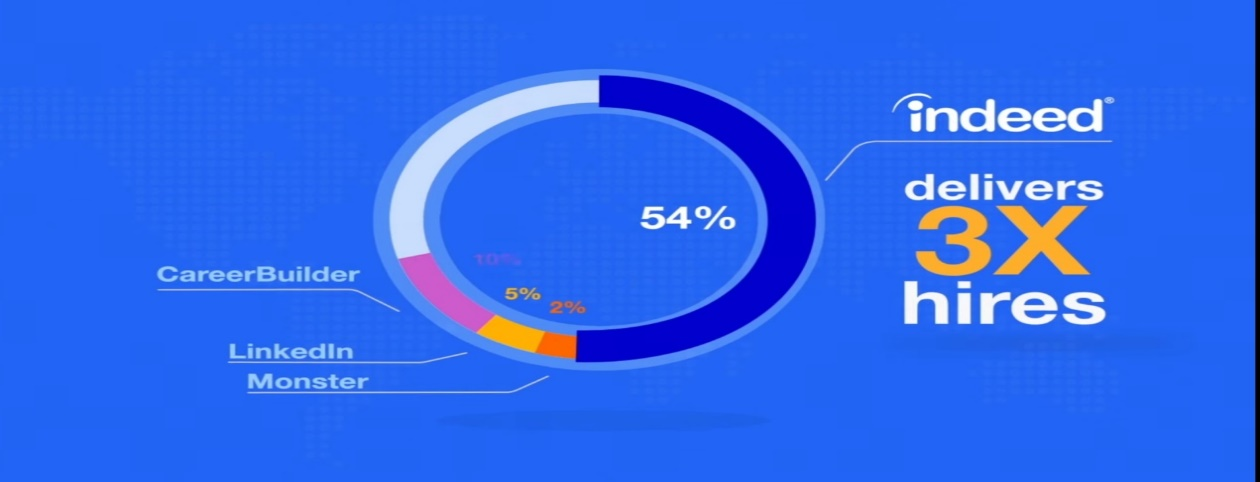 indeed®
delivers
3X
hires
54%
10%
5%
2%
CareerBuilder
LinkedIn
Monster